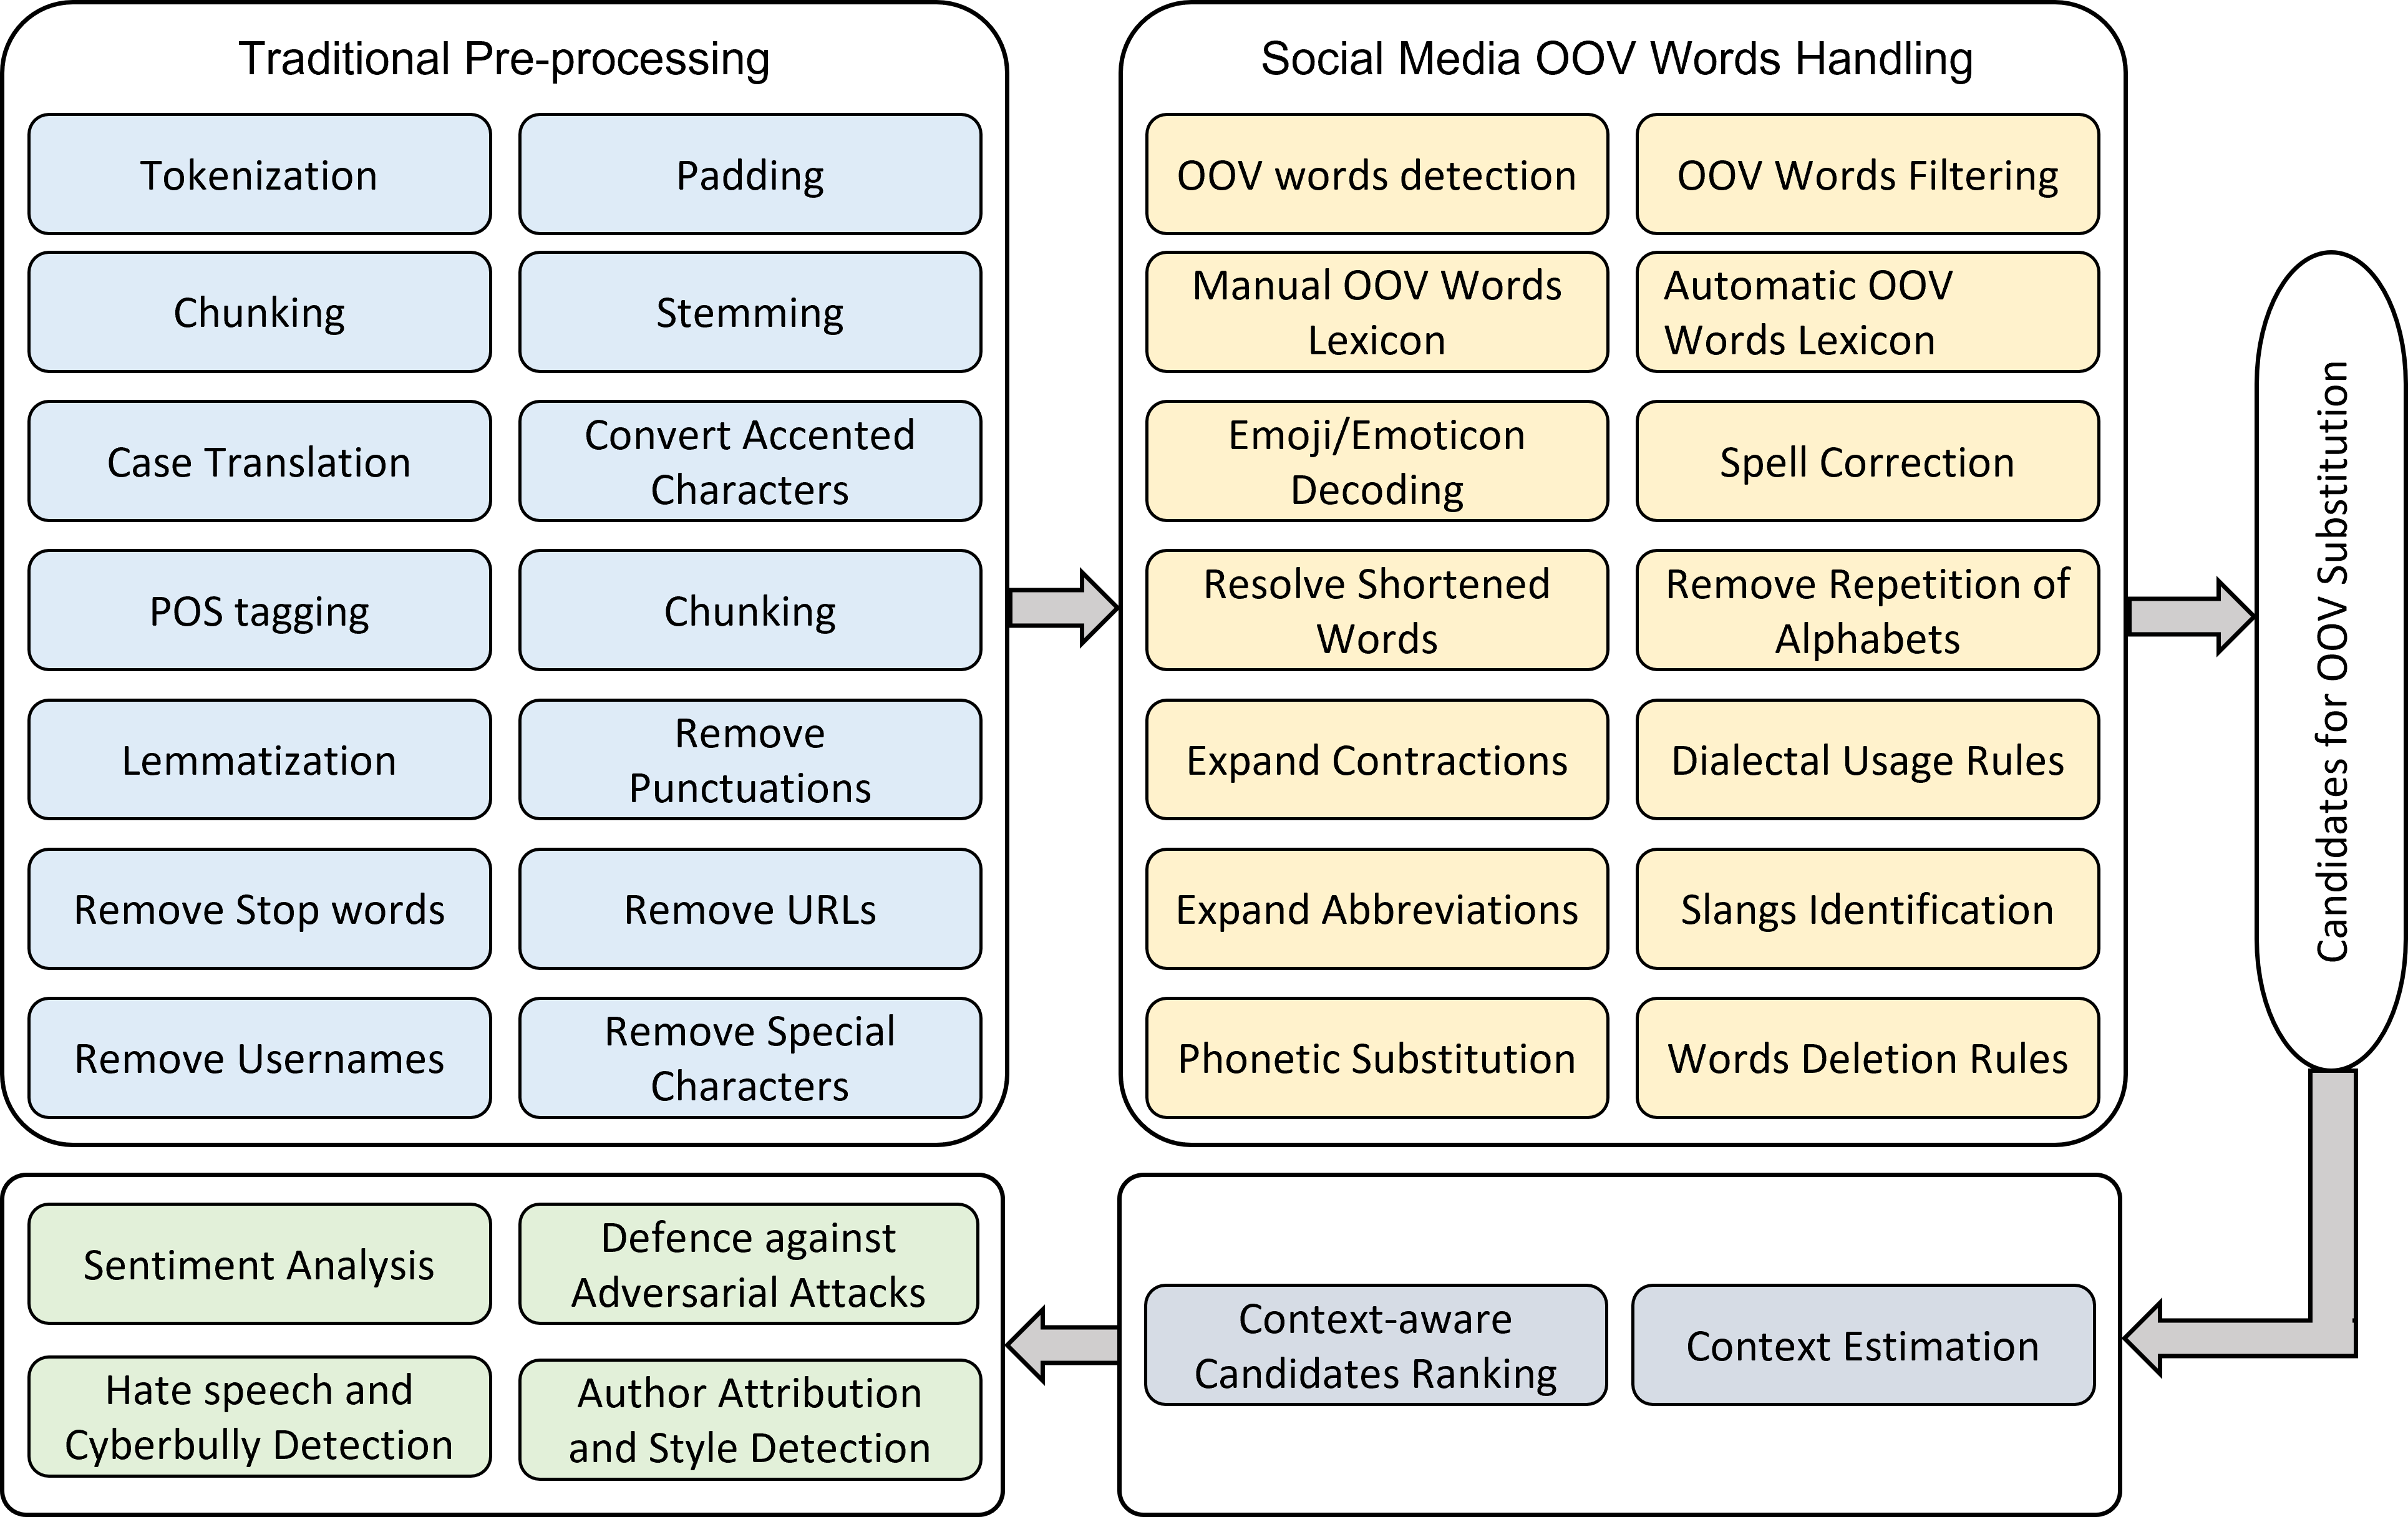 Traditional Pre-processing
Tokenization
Padding
Chunking
Stemming
Case Translation
Convert Accented
Characters
POS tagging
Chunking
Lemmatization
Remove
Punctuations
Remove Stop words
Remove URLs
Remove Usernames
Remove Special
Characters
Social Media OOV Words Handling
OOV words detection
OOV Words Filtering
Manual OOV Words
Lexicon
Automatic OOV
Words Lexicon
Emoji/Emoticon
Decoding
Spell Correction
Resolve Shortened
Words
Remove Repetition of
Alphabets
Expand Contractions
Dialectal Usage Rules
Expand Abbreviations
Slangs Identification
Phonetic Substitution
Words Deletion Rules
Candidates for OOV Substitution
Context-aware
Candidates Ranking
Context Estimation
Sentiment Analysis
Defence against
Adversarial Attacks
Hate speech and
Cyberbully Detection
Author Attribution
and Style Detection